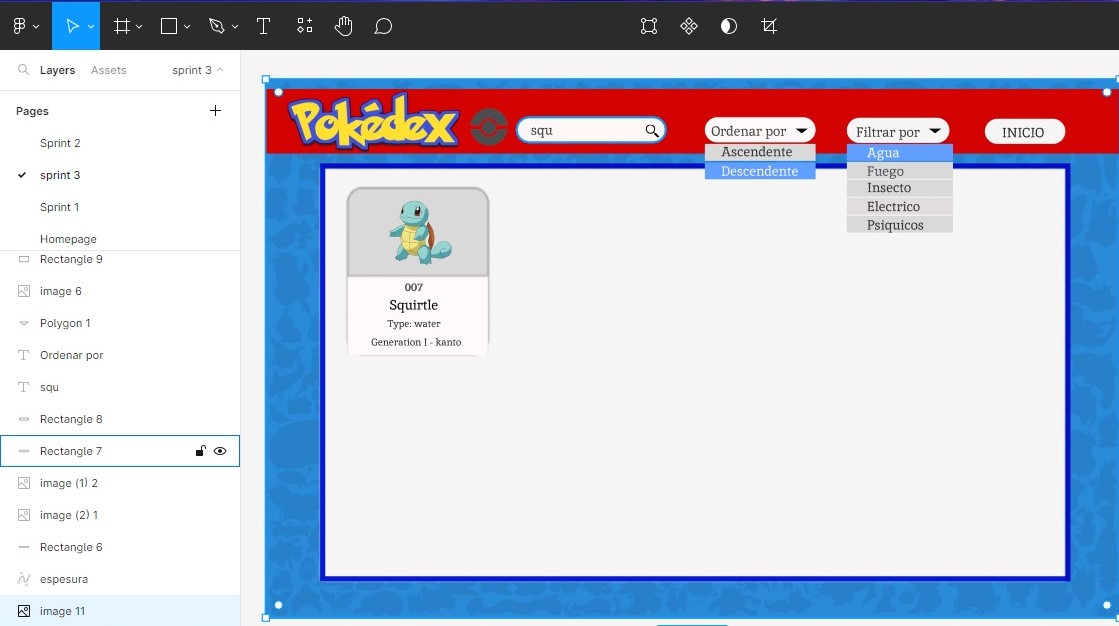 Layers
Assets
sprint 3
Pages
Sprint 2
sprint 3
Sprint 1
Homepage
Rectangle 9
image 6
Polygon 1
Ordenar por
squ
Rectangle 8
Rectangle 7
image (1) 2
image (2) 1
Rectangle 6
espesura
image 11
Pokédex
squ
Ordenar por
Ascendente
Descendente
Filtrar por
Agua
Fuego
Insecto
Electrico
Psiquicos
INICIO
007
Squirtle
Type: water
Generation I - kanto